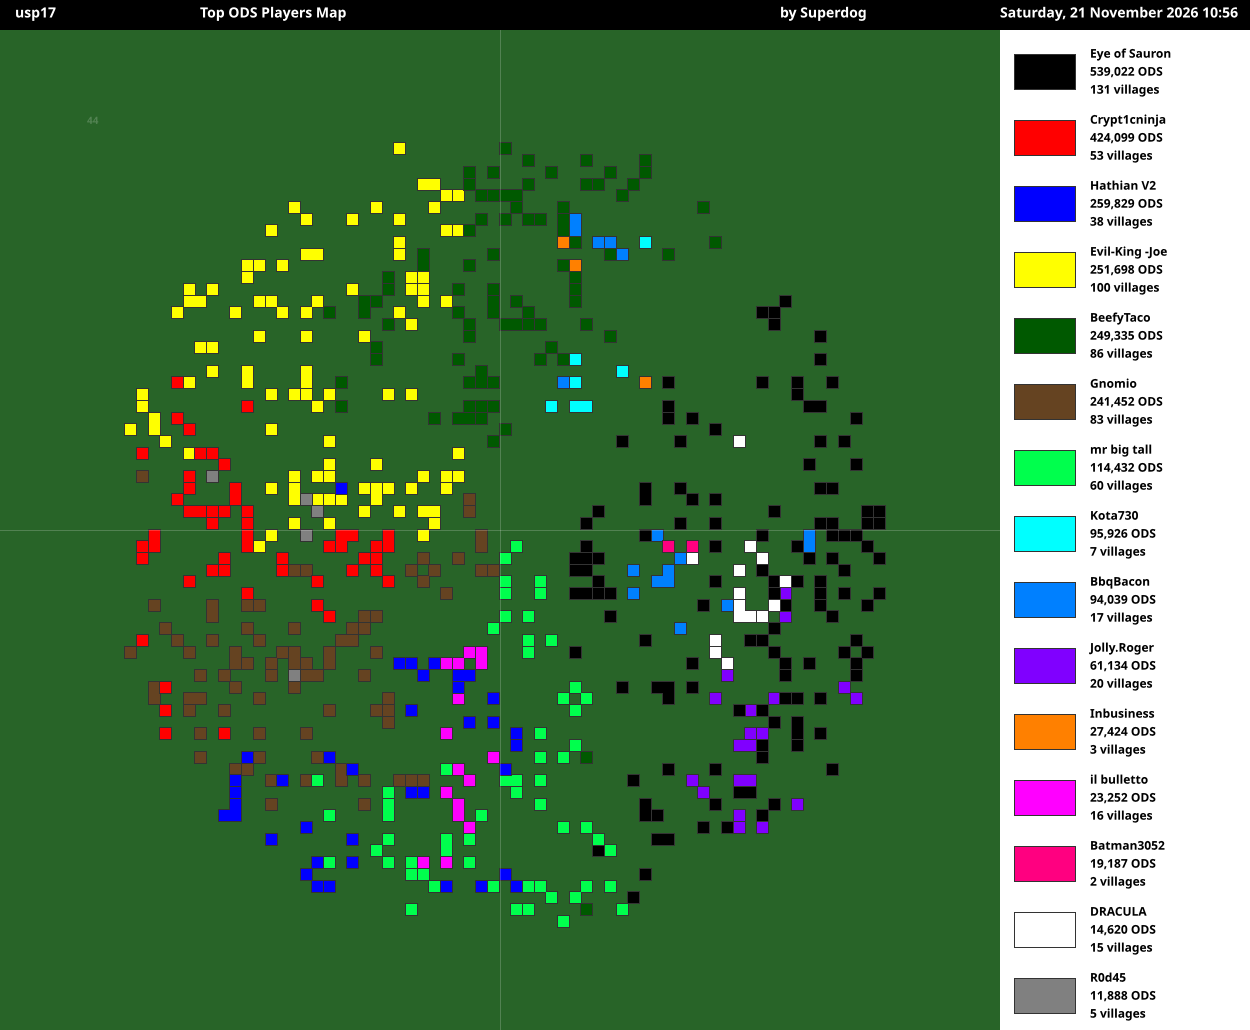 usp17 Top ODS Players Map by Superdog Saturday, 21 November 2026 10:56
44
Eye of Sauron
539,022 ODS
131 villages
Crypt1cninja
424,099 ODS
53 villages
Hathian V2
259,829 ODS
38 villages
Evil-King -Joe
251,698 ODS
100 villages
BeefyTaco
249,335 ODS
86 villages
Gnomio
241,452 ODS
83 villages
mr big tall
114,432 ODS
60 villages
Kota730
95,926 ODS
7 villages
BbqBacon
94,039 ODS
17 villages
Jolly.Roger
61,134 ODS
20 villages
Inbusiness
27,424 ODS
3 villages
il bulletto
23,252 ODS
16 villages
Batman3052
19,187 ODS
2 villages
DRACULA
14,620 ODS
15 villages
R0d45
11,888 ODS
5 villages